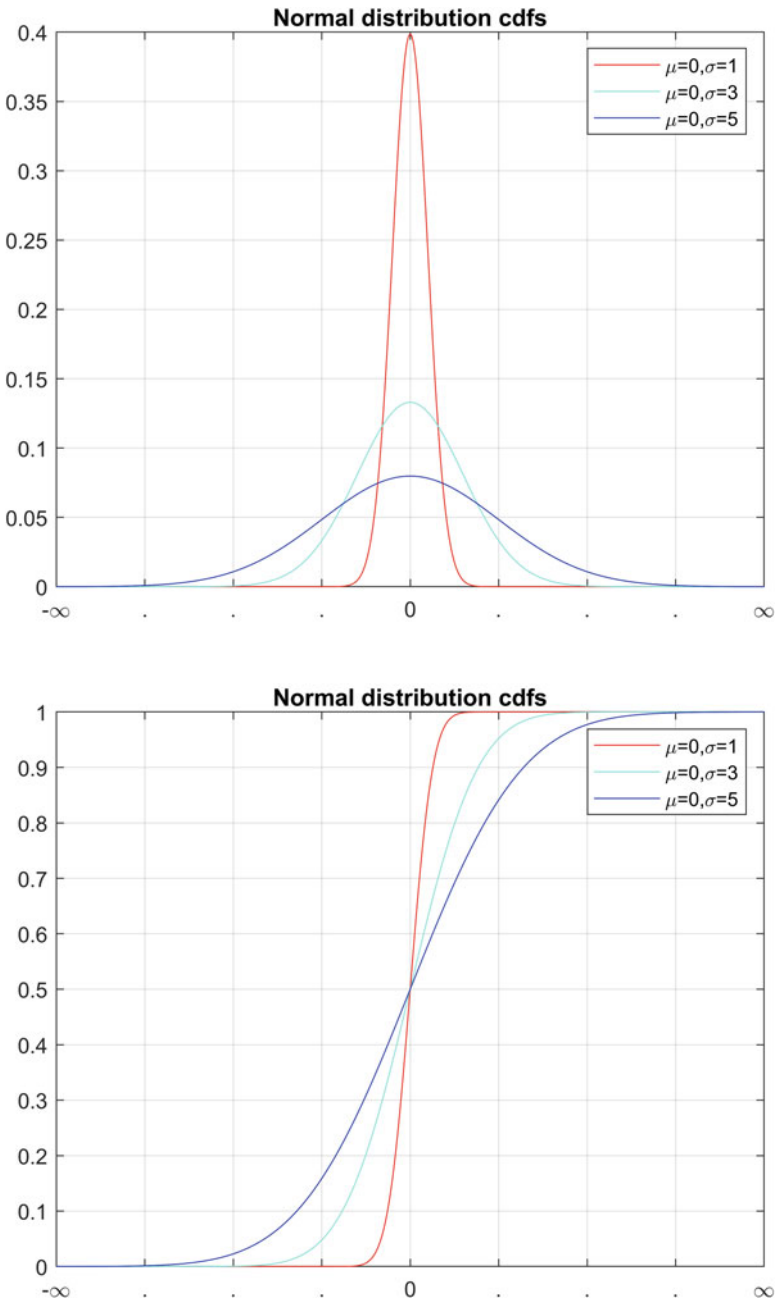 Normal distribution cdfs
0.4
μ=0,σ=1
μ=0,σ=3
μ=0,σ=5
0.35
0.3
0.25
0.2
0.15
0.1
0.05
0
-∞ . . . 0 . . . ∞
Normal distribution cdfs
1
μ=0,σ=1
μ=0,σ=3
μ=0,σ=5
0.9
0.8
0.7
0.6
0.5
0.4
0.3
0.2
0.1
0
-∞ . . . 0 . . . ∞